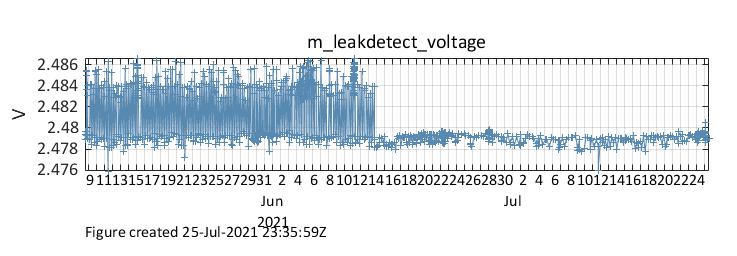 m_leakdetect_voltage
2.486
2.484
2.482
2.48
2.478
2.476
V
9 11 13 15 17 19 21 23 25 27 29 31 2 4 6 8 10 12 14 16 18 20 22 24 26 28 30 2 4 6 8 10 12 14 16 18 20 22 24
Jun Jul
2021
Figure created 25-Jul-2021 23:35:59Z